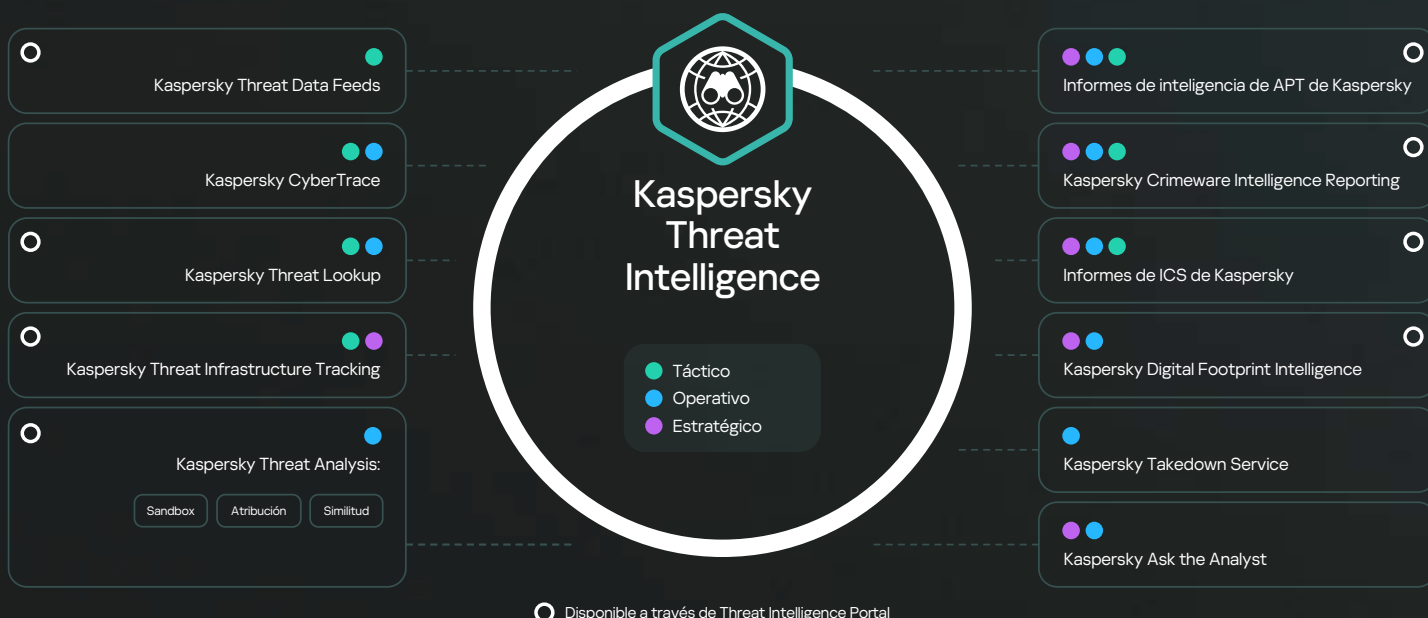 Kaspersky Threat Data Feeds
Kaspersky CyberTrace
Kaspersky Threat Lookup
Kaspersky Threat Infrastructure Tracking
Kaspersky Threat Analysis:
Sandbox
Atribución
Similitud
Kaspersky
Threat
Intelligence
Táctico
Operativo
Estratégico
Informes de inteligencia de APT de Kaspersky
Kaspersky Crimeware Intelligence Reporting
Informes de ICS de Kaspersky
Kaspersky Digital Footprint Intelligence
Kaspersky Takedown Service
Kaspersky Ask the Analyst
Disponible a través de Threat Intelligence Portal